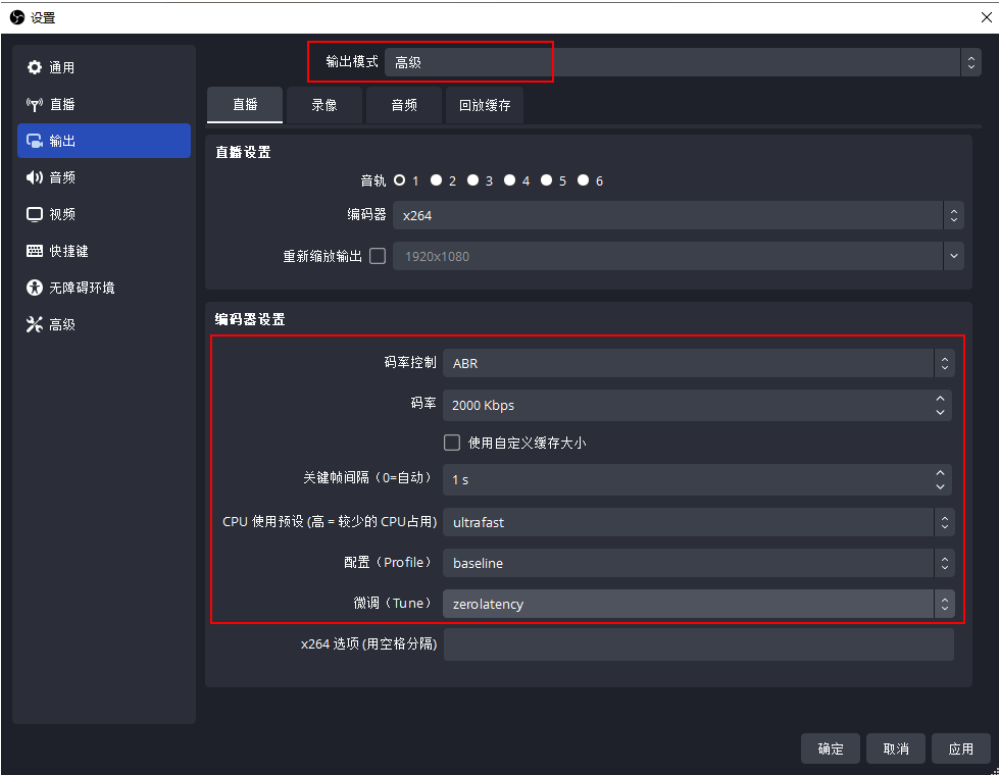 设置
通用
直播
输出
音频
视频
快捷键
无障碍环境
高级
输出模式 高级
直播 录像 音频 回放缓存
直播设置
音轨 1 2 3 4 5 6
编码器 x264
重新缩放输出 1920x1080
编码器设置
码率控制 ABR
码率 2000 Kbps
使用自定义缓存大小
关键帧间隔（0=自动） 1 s
CPU 使用预设 (高 = 较少的 CPU占用) ultrafast
配置（Profile） baseline
微调（Tune） zerolatency
x264 选项 (用空格分隔)
确定 取消 应用